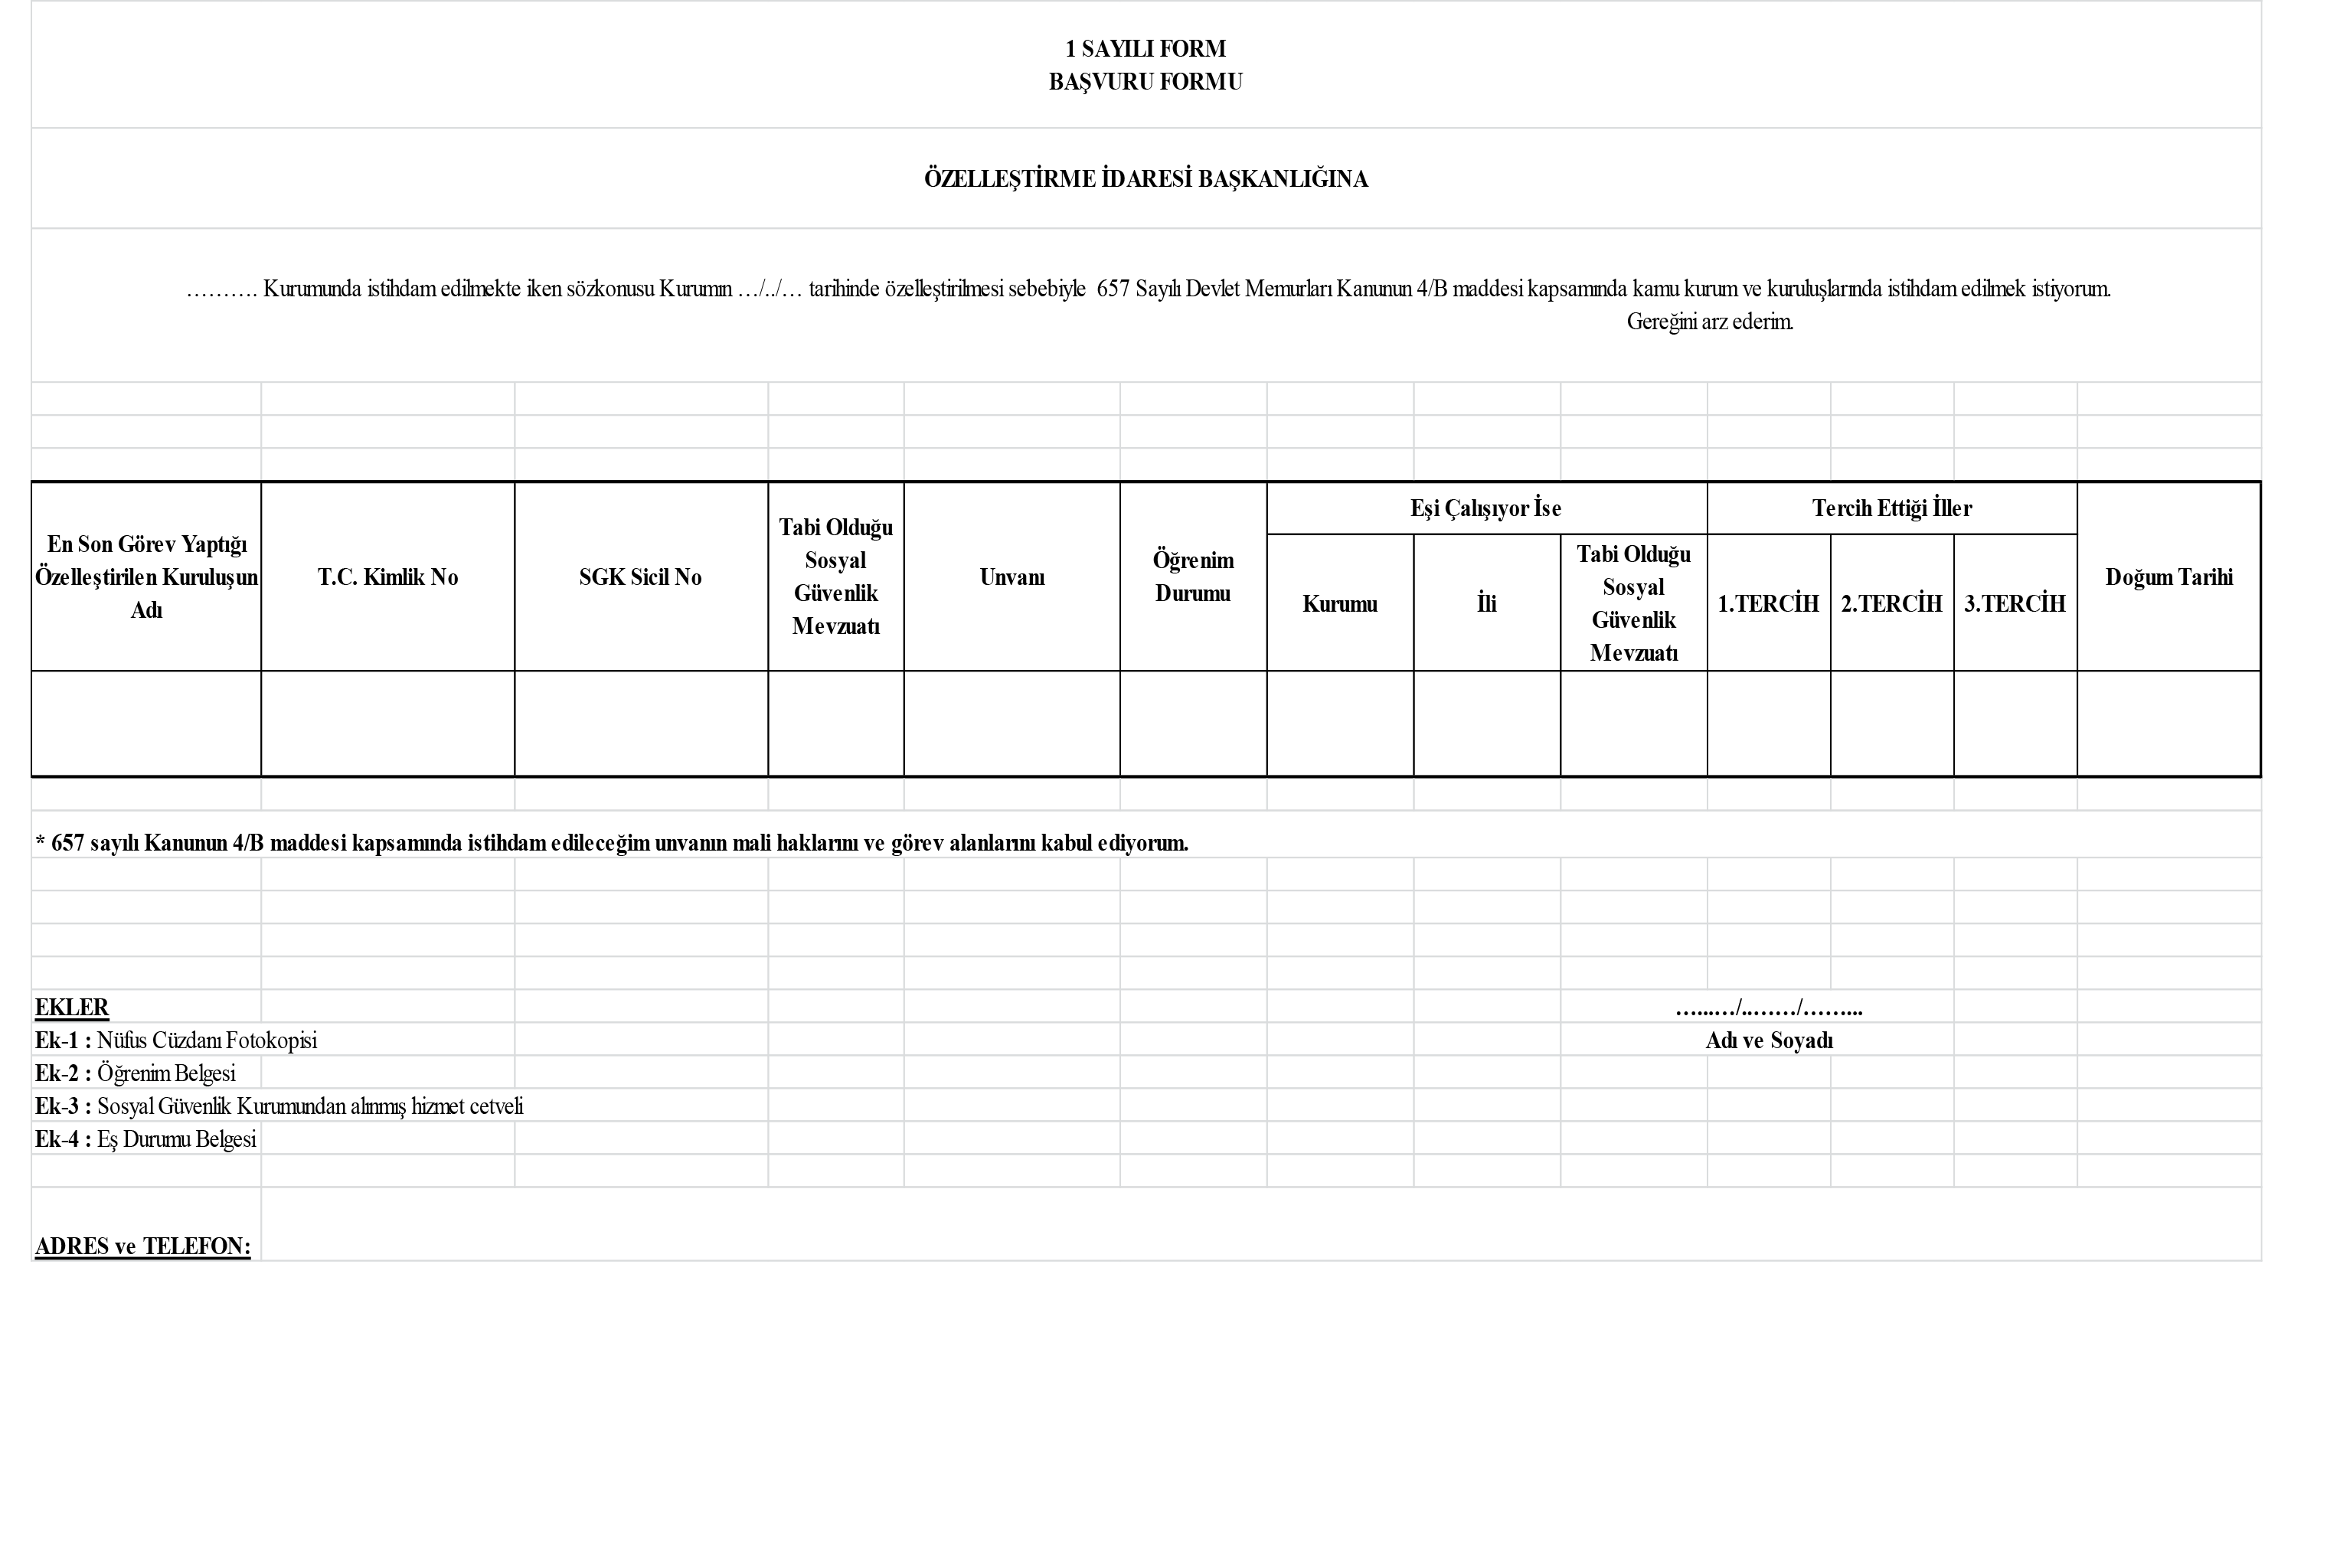 1 SAYILI FORM
BAŞVURU FORMU
ÖZELLEŞTİRME İDARESİ BAŞKANLIĞINA
………. Kurumunda istihdam edilmekte iken sözkonusu Kurumın …/../… tarihinde özelleştirilmesi sebebiyle 657 Sayılı Devlet Memurları Kanunun 4/B maddesi kapsamında kamu kurum ve kuruluşlarında istihdam edilmek istiyorum.
Gereğini arz ederim.
En Son Görev Yaptığı
Özelleştirilen Kuruluşun
Adı
T.C. Kimlik No
SGK Sicil No
Tabi Olduğu
Sosyal
Güvenlik
Mevzuatı
Unvanı
Öğrenim
Durumu
Eşi Çalışıyor İse
Kurumu
İli
Tabi Olduğu
Sosyal
Güvenlik
Mevzuatı
Tercih Ettiği İller
1.TERCİH
2.TERCİH
3.TERCİH
Doğum Tarihi
* 657 sayılı Kanunun 4/B maddesi kapsamında istihdam edileceğim unvanın mali haklarını ve görev alanlarını kabul ediyorum.
EKLER
…...…/..……/……...
Ek-1 : Nüfus Cüzdanı Fotokopisi
Adı ve Soyadı
Ek-2 : Öğrenim Belgesi
Ek-3 : Sosyal Güvenlik Kurumundan alınmış hizmet cetveli
Ek-4 : Eş Durumu Belgesi
ADRES ve TELEFON: